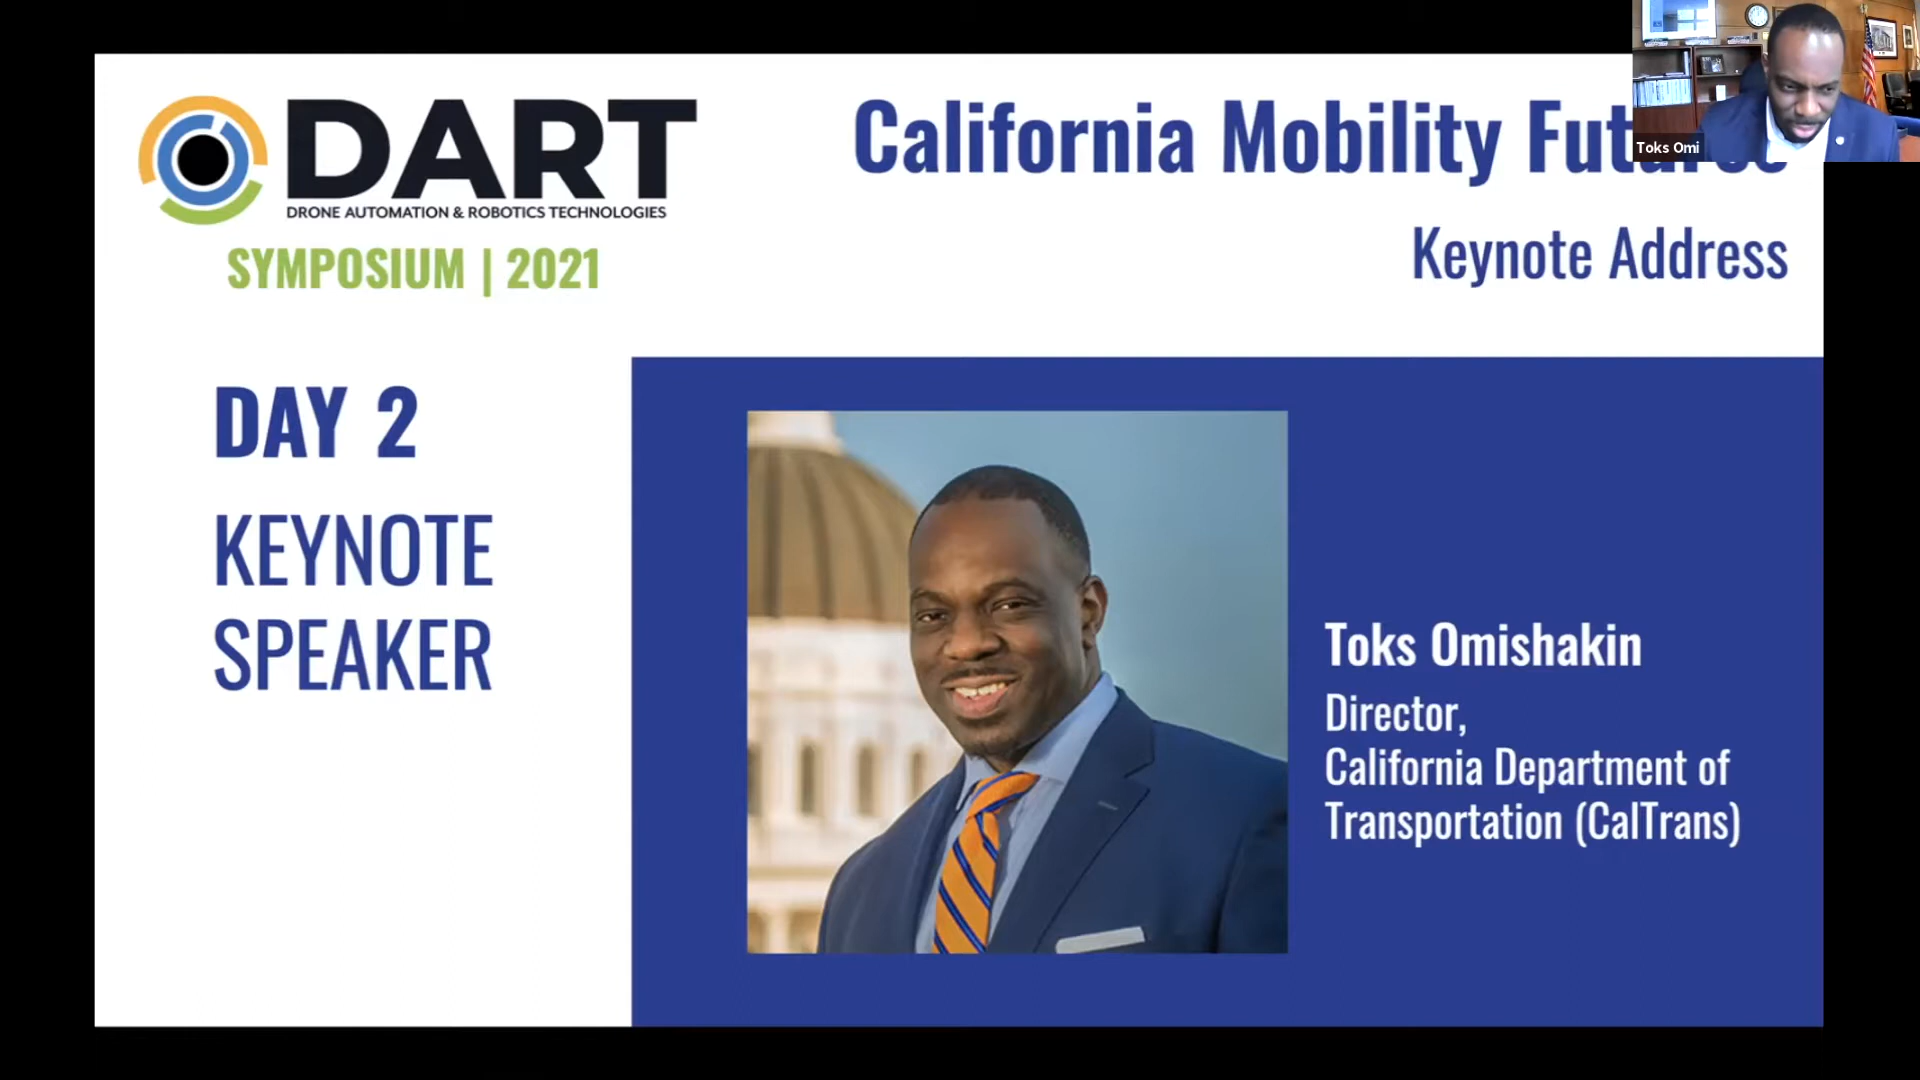 DART
DRONE AUTOMATION & ROBOTICS TECHNOLOGIES
SYMPOSIUM | 2021
California Mobility
Keynote Address
Toks Omi
DAY 2
KEYNOTE
SPEAKER
Toks Omishakin
Director,
California Department of
Transportation (CalTrans)